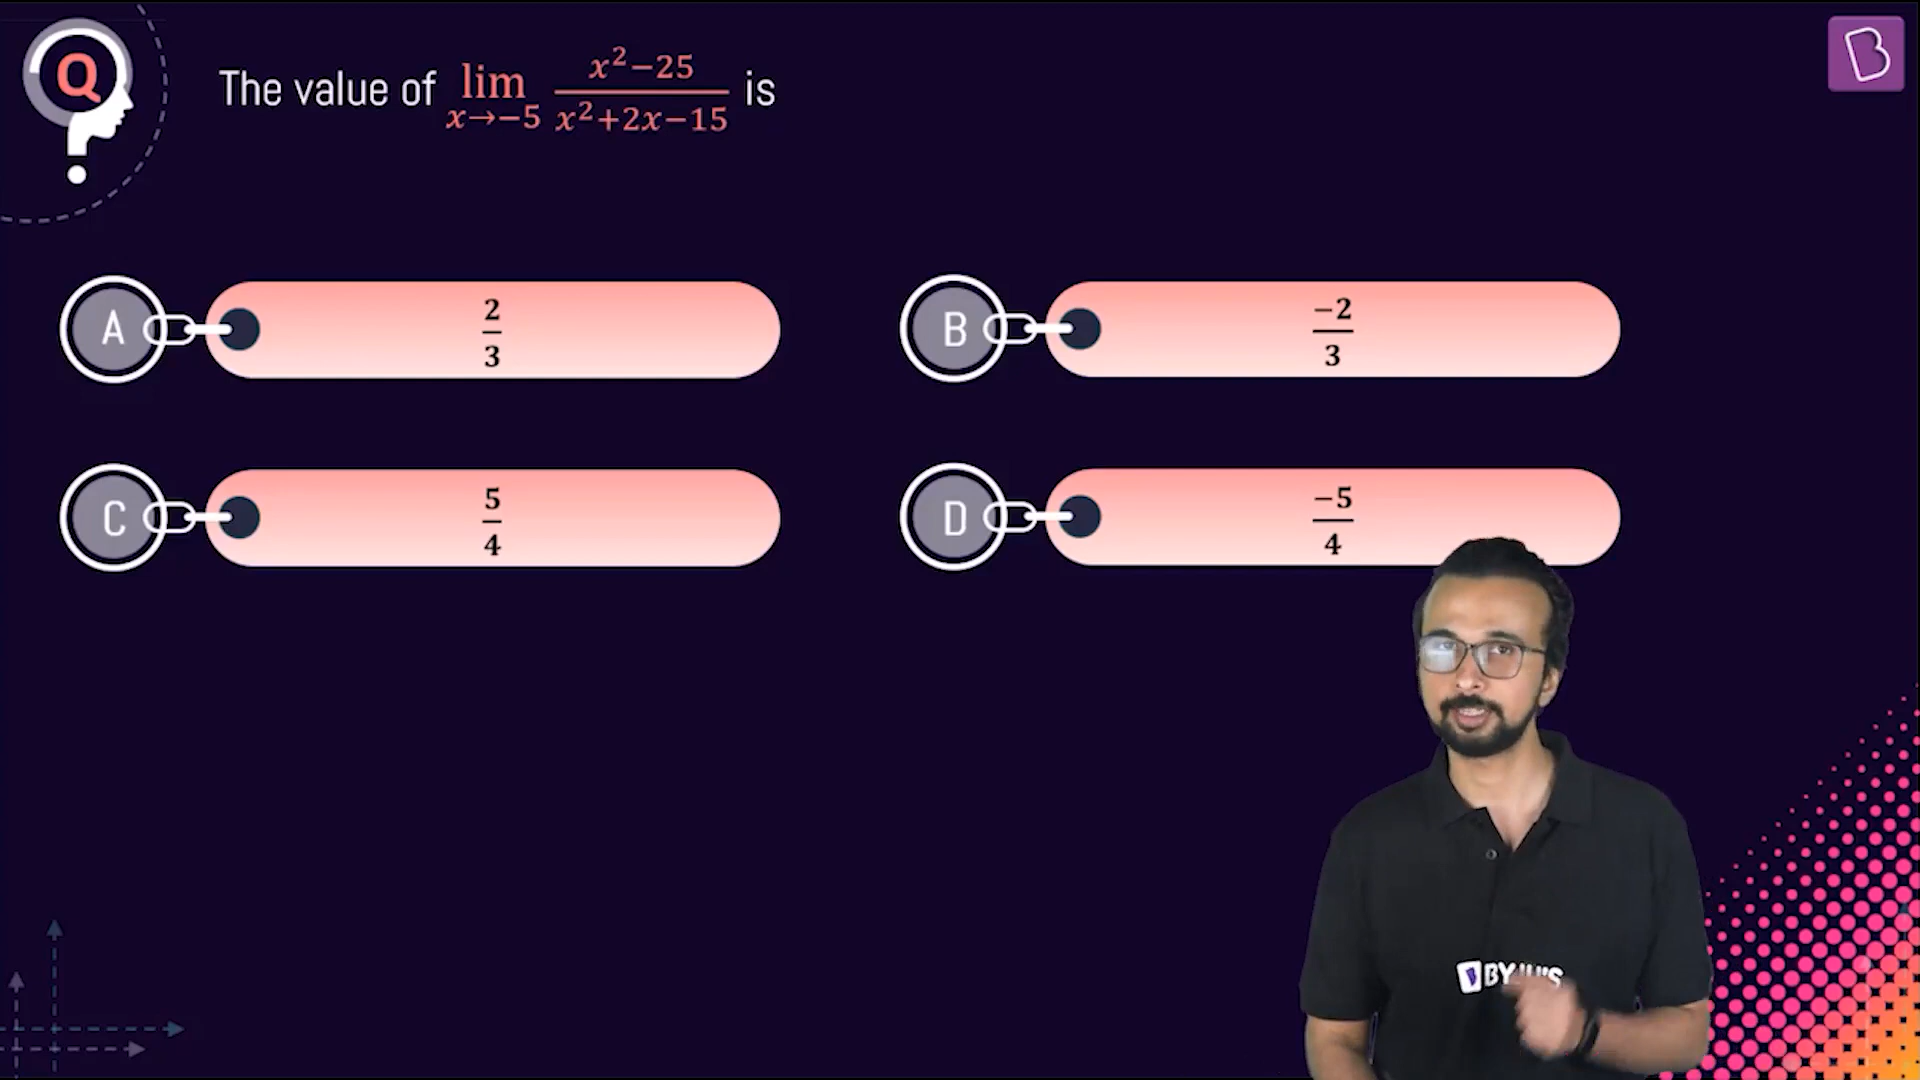 Q
B
The value of lim x→−5 x²−25 / x²+2x−15 is
A 2/3
B −2/3
C 5/4
D −5/4
BYJU'S